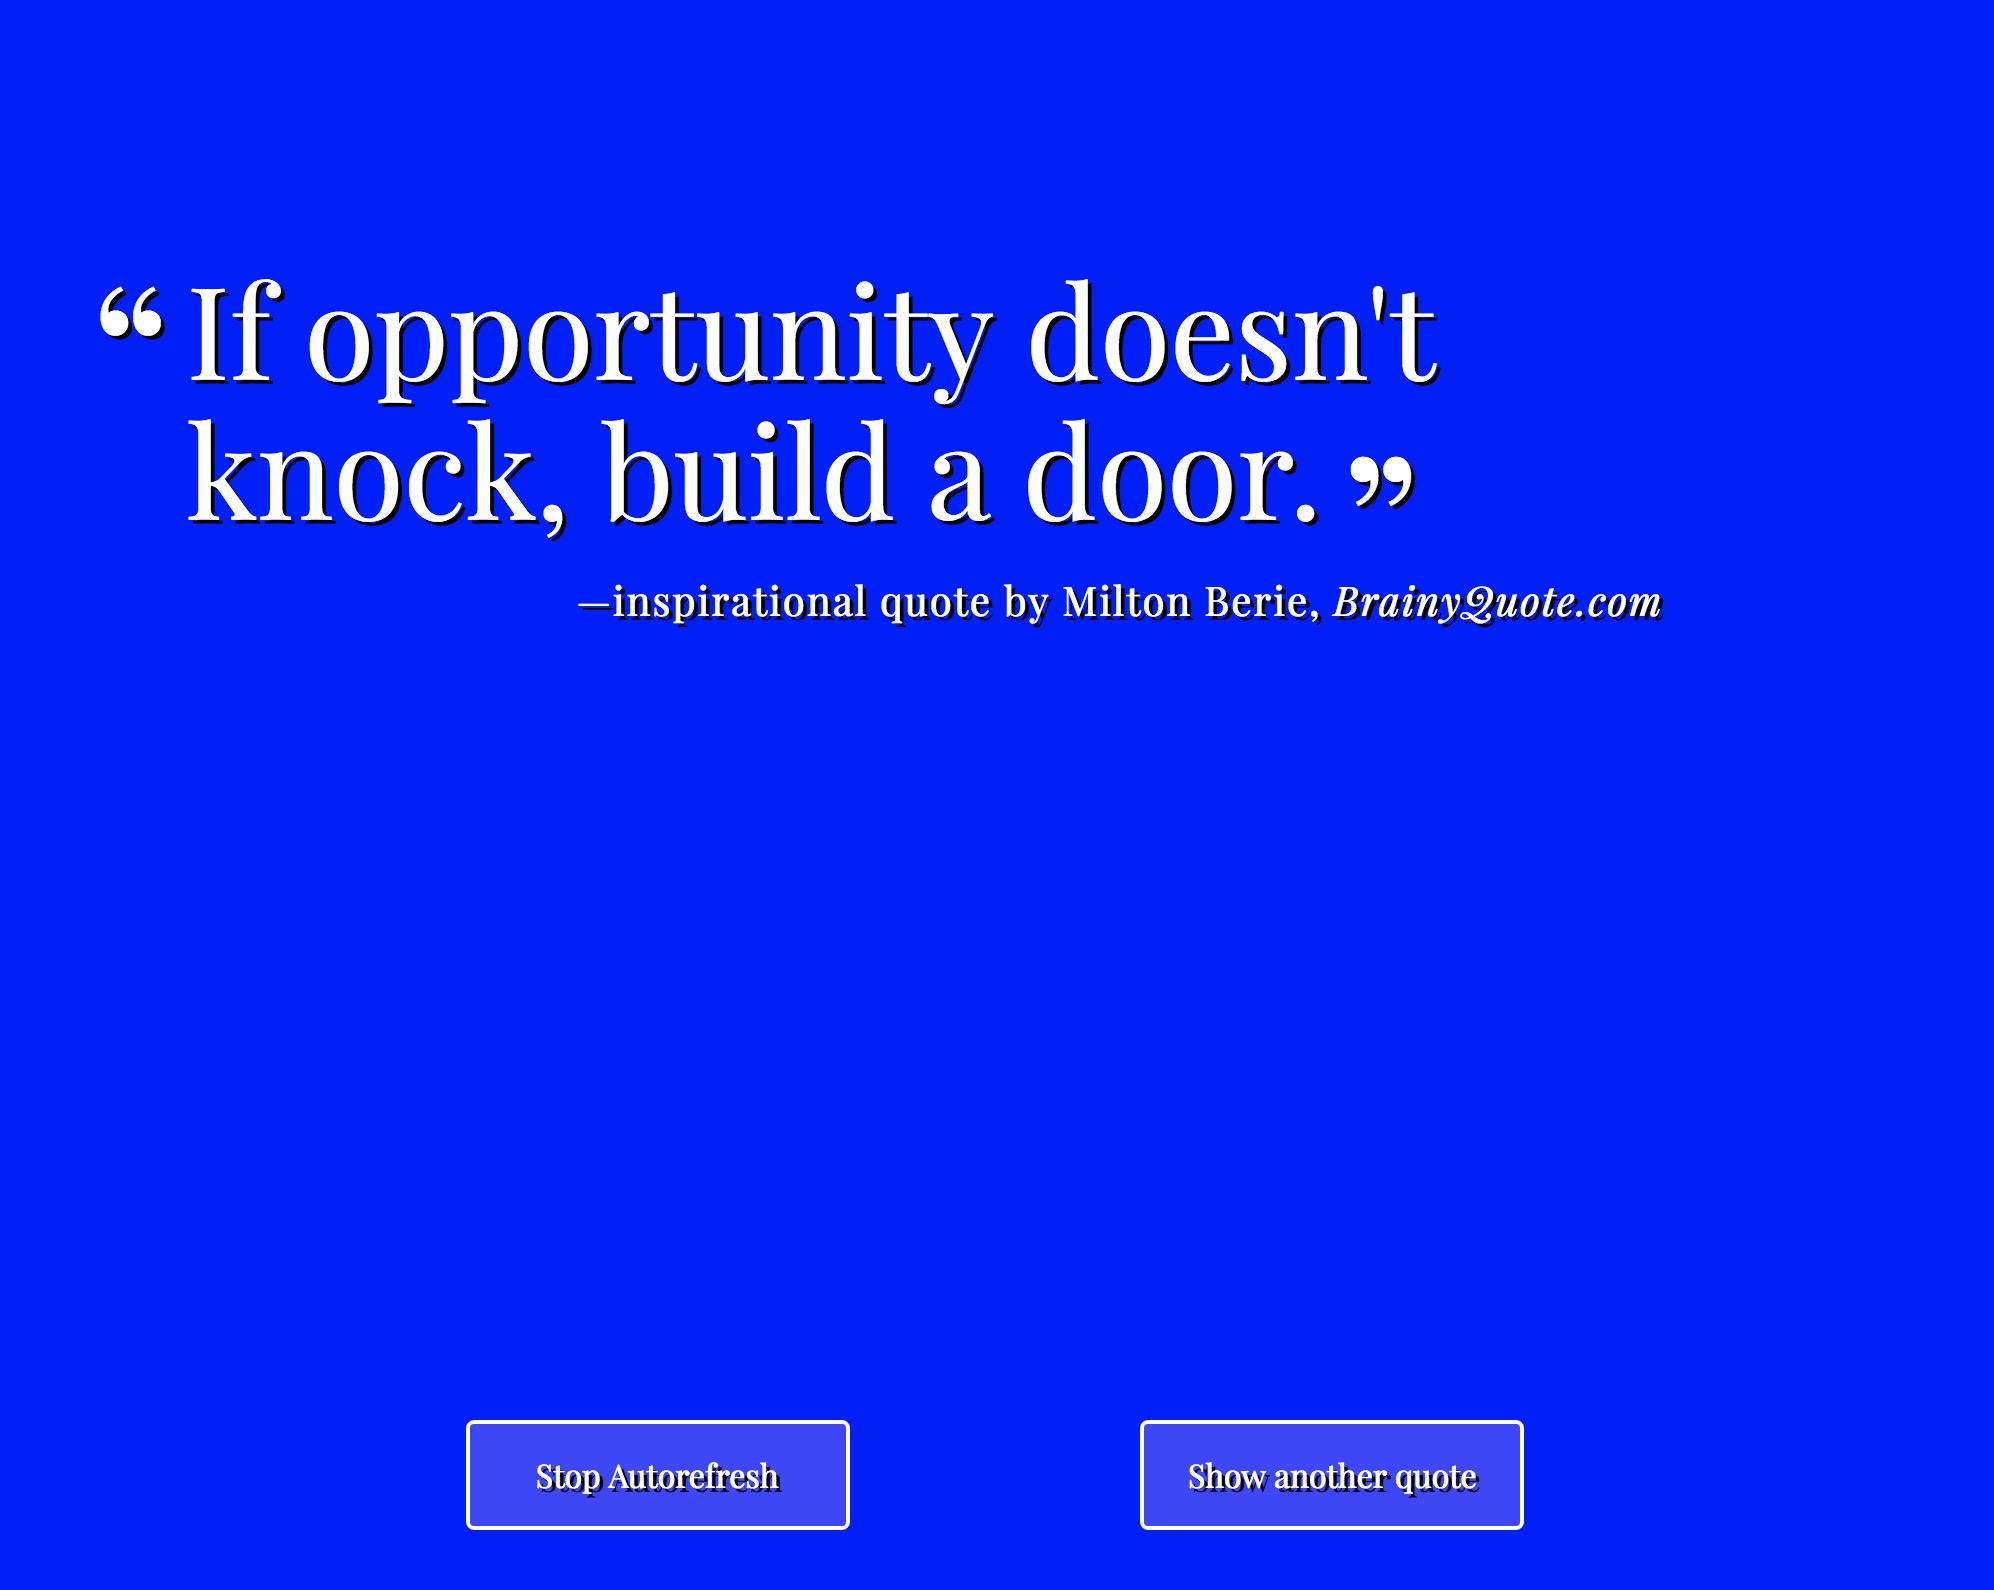 “ If opportunity doesn't
knock, build a door. ”
—inspirational quote by Milton Berie, BrainyQuote.com
Stop Autorefresh
Show another quote